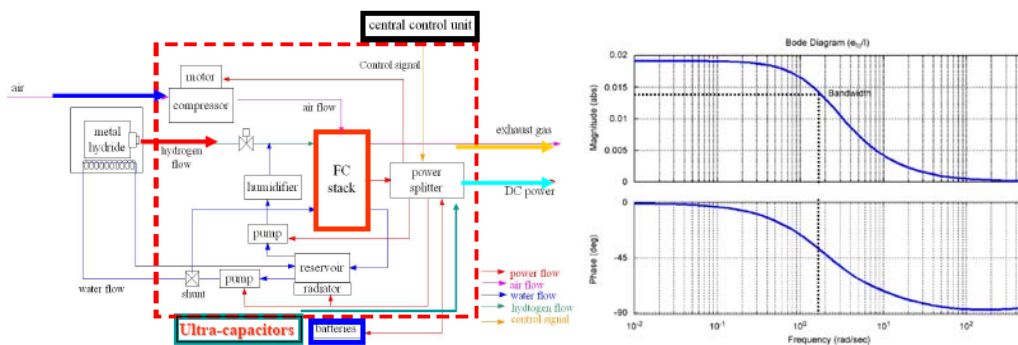 central control unit
Control signal
motor
compressor
air
air flow
metal
hydride
hydrogen
flow
exhaust gas
FC
stack
power
splitter
DC power
humidifier
pump
reservoir
radiator
pump
shunt
water flow
Ultra-capacitors
batteries
power flow
air flow
water flow
hydtogen flow
control signal
Bode Diagram (e₁₀/I)
0.02
0.015
0.01
0.005
0
Magnitude (abs)
Bandwidth
0
-45
-90
Phase (deg)
10⁻²
10⁻¹
10⁰
10¹
10²
Frequency (rad/sec)